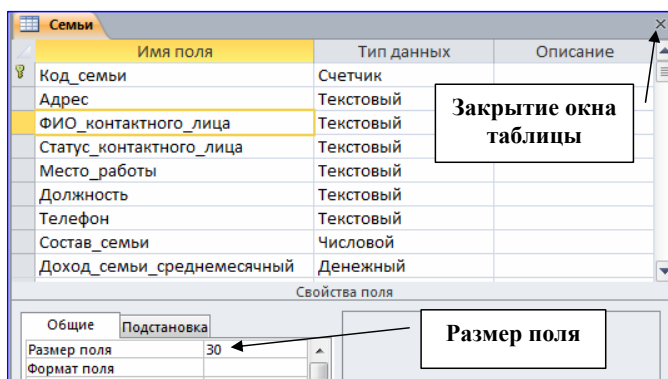 Семьи
Имя поля Тип данных Описание
Код_семьи Счетчик
Адрес Текстовый
ФИО_контактного_лица Текстовый
Статус_контактного_лица Текстовый
Место_работы Текстовый
Должность Текстовый
Телефон Текстовый
Состав_семьи Числовой
Доход_семьи_среднемесячный Денежный
Закрытие окна
таблицы
Свойства поля
Общие Подстановка
Размер поля 30
Формат поля
Размер поля